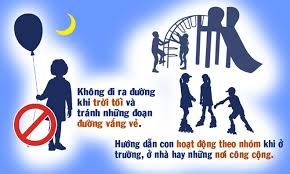 Không đi ra đường
khi trời tối và
tránh những đoạn
đường vắng vẻ.
Hướng dẫn con hoạt động theo nhóm khi ở
trường, ở nhà hay những nơi công cộng.